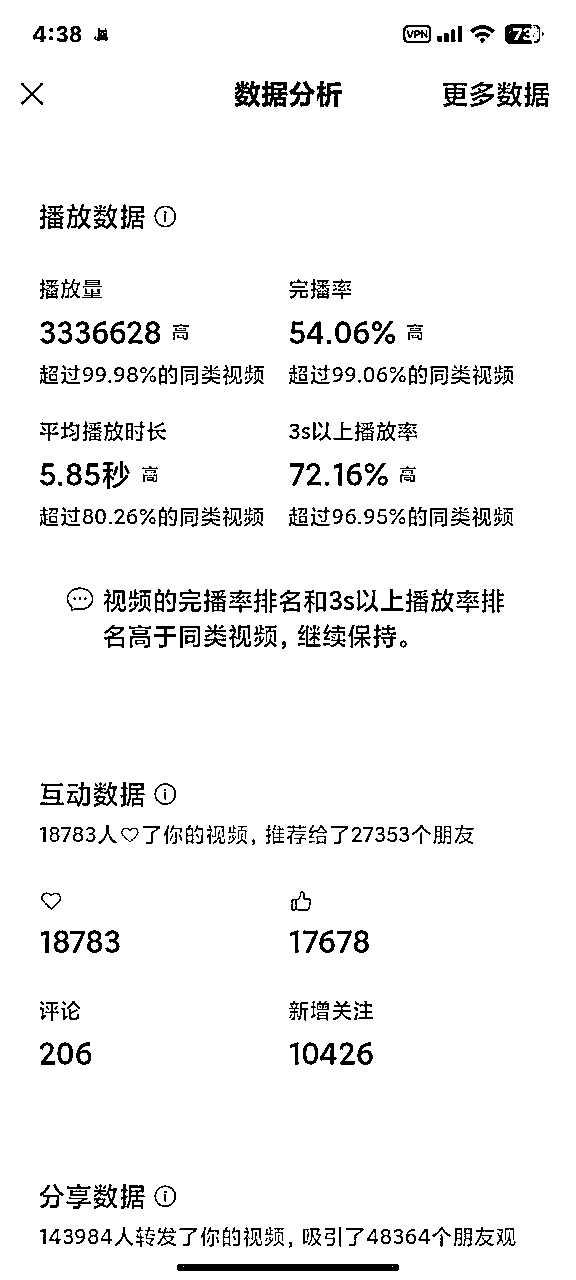 4:38
VPN
73
数据分析
更多数据
播放数据
播放量
完播率
3336628 高
54.06% 高
超过99.98%的同类视频
超过99.06%的同类视频
平均播放时长
3s以上播放率
5.85秒 高
72.16% 高
超过80.26%的同类视频
超过96.95%的同类视频
视频的完播率排名和3s以上播放率排
名高于同类视频，继续保持。
互动数据
18783人♡了你的视频，推荐给了27353个朋友
18783
17678
评论
新增关注
206
10426
分享数据
143984人转发了你的视频，吸引了48364个朋友观